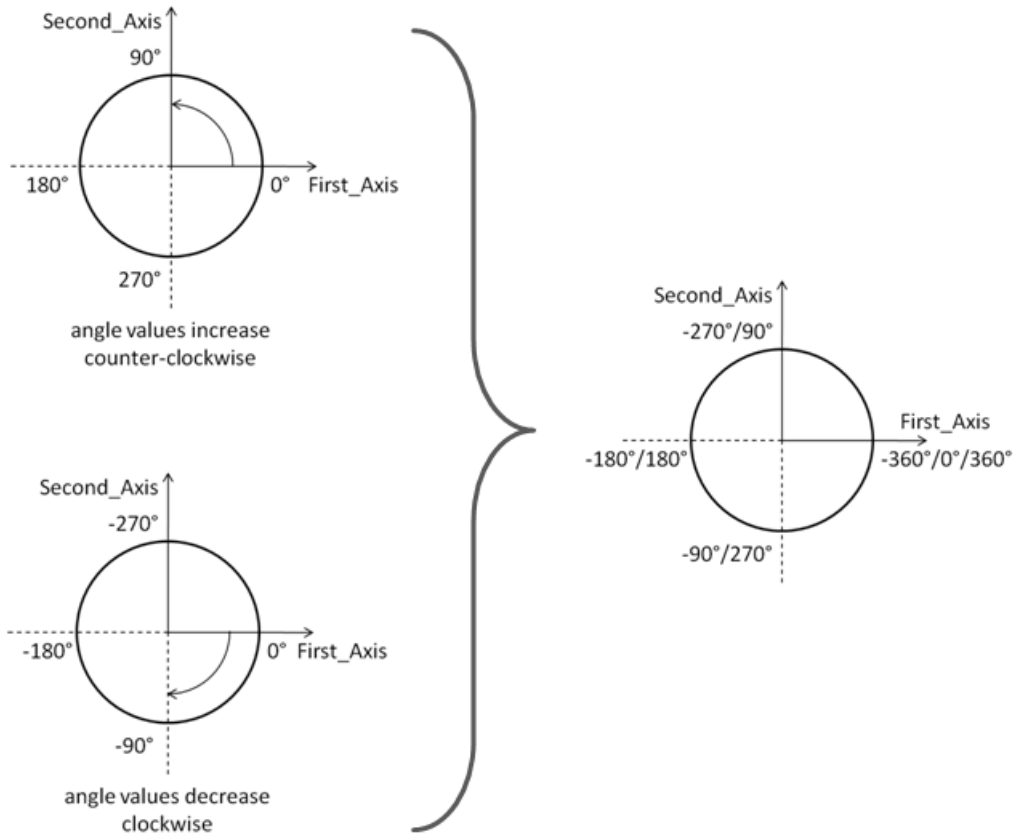 Second_Axis
90°
180°
0° First_Axis
270°
angle values increase
counter-clockwise
Second_Axis
-270°
-180°
0° First_Axis
-90°
angle values decrease
clockwise
Second_Axis
-270°/90°
First_Axis
-180°/180°
-360°/0°/360°
-90°/270°